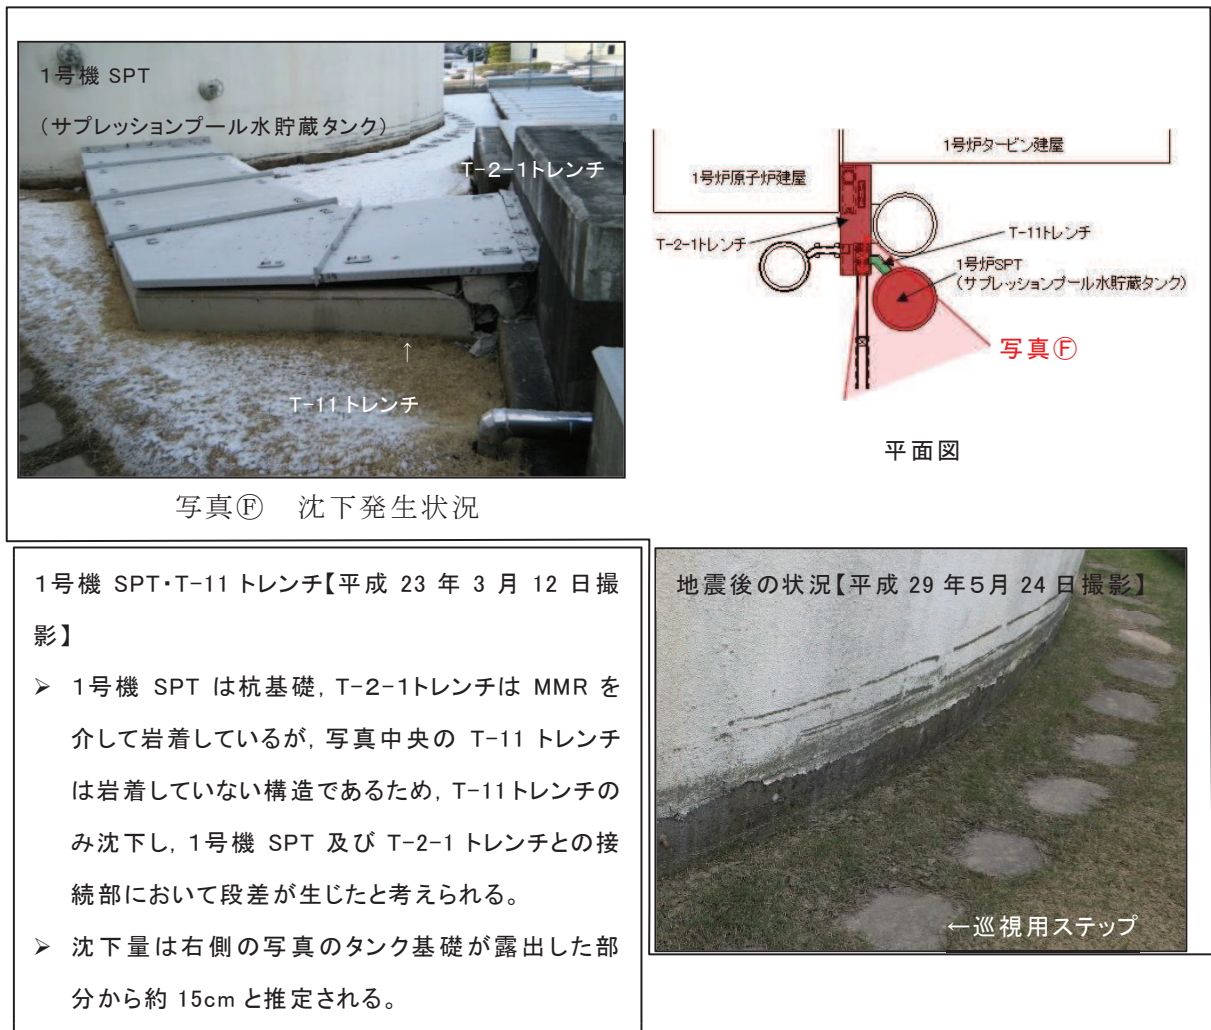 1号機 SPT
（サプレッションプール水貯蔵タンク）
T-2-1トレンチ
↑
T-11トレンチ
写真Ⓕ　沈下発生状況
1号炉タービン建屋
1号炉原子炉建屋
T-2-1トレンチ
T-11トレンチ
1号炉SPT
（サプレッションプール水貯蔵タンク）
写真Ⓕ
平面図
1号機 SPT・T-11 トレンチ【平成 23 年 3 月 12 日撮
影】
➢ 1号機 SPT は杭基礎，T-2-1トレンチは MMR を
介して岩着しているが，写真中央の T-11 トレンチ
は岩着していない構造であるため，T-11トレンチの
み沈下し，1号機 SPT 及び T-2-1 トレンチとの接
続部において段差が生じたと考えられる。
➢ 沈下量は右側の写真のタンク基礎が露出した部
分から約 15cm と推定される。
地震後の状況【平成 29 年5月 24 日撮影】
←巡視用ステップ